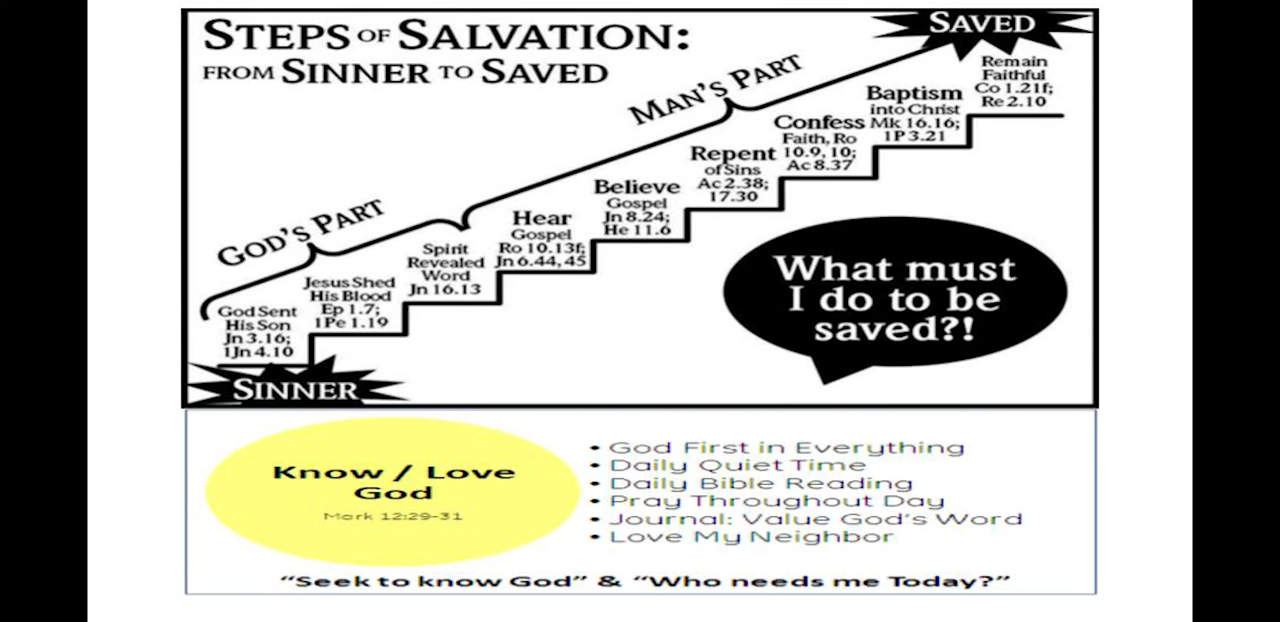 STEPS OF SALVATION:
FROM SINNER TO SAVED
SAVED
MAN'S PART
GOD'S PART
God Sent
His Son
Jn 3.16;
1Jn 4.10
Jesus Shed
His Blood
Ep 1.7;
1Pe 1.19
Spirit
Revealed
Word
Jn 16.13
Hear
Gospel
Ro 10.13f;
Jn 6.44, 45
Believe
Gospel
Jn 8.24;
He 11.6
Repent
of Sins
Ac 2.38;
17.30
Confess
Faith, Ro
10.9, 10;
Ac 8.37
Baptism
into Christ
Mk 16.16;
1P 3.21
Remain
Faithful
Co 1.21f;
Re 2.10
SINNER
What must
I do to be
saved?!
Know / Love
God
Mark 12:29-31
• God First in Everything
• Daily Quiet Time
• Daily Bible Reading
• Pray Throughout Day
• Journal: Value God's Word
• Love My Neighbor
"Seek to know God" & "Who needs me Today?"